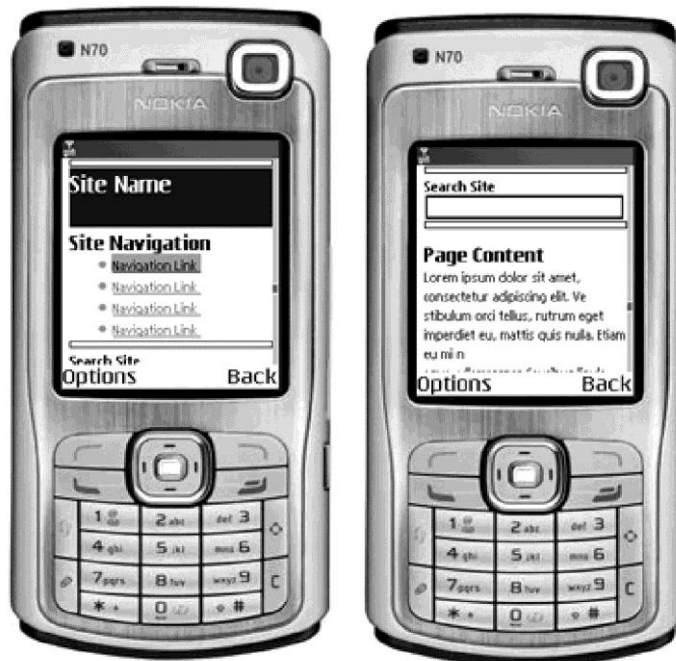 N70
NOKIA
Site Name
Site Navigation
Navigation Link
Navigation Link
Navigation Link
Navigation Link
Search Site
Options Back
1
2 abc
def 3
4 ghi
5 jkl
mno 6
7 pqrs
8 tuv
wxyz 9
C
* +
0
#
N70
NOKIA
Search Site
Page Content
Lorem ipsum dolor sit amet,
consectetur adipiscing elit. Ve
stibulum orci tellus, rutrum eget
imperdiet eu, mattis quis nulla. Etiam
eu mi n
Options Back
1
2 abc
def 3
4 ghi
5 jkl
mno 6
7 pqrs
8 tuv
wxyz 9
C
* +
0
#